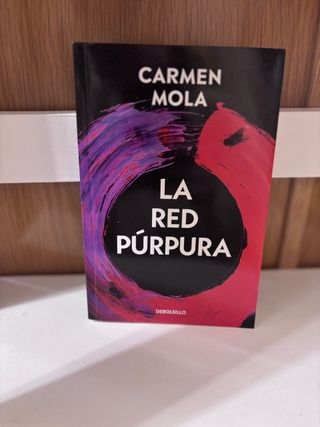 CARMEN
MOLA
LA
RED
PÚRPURA
DEBOLSILLO